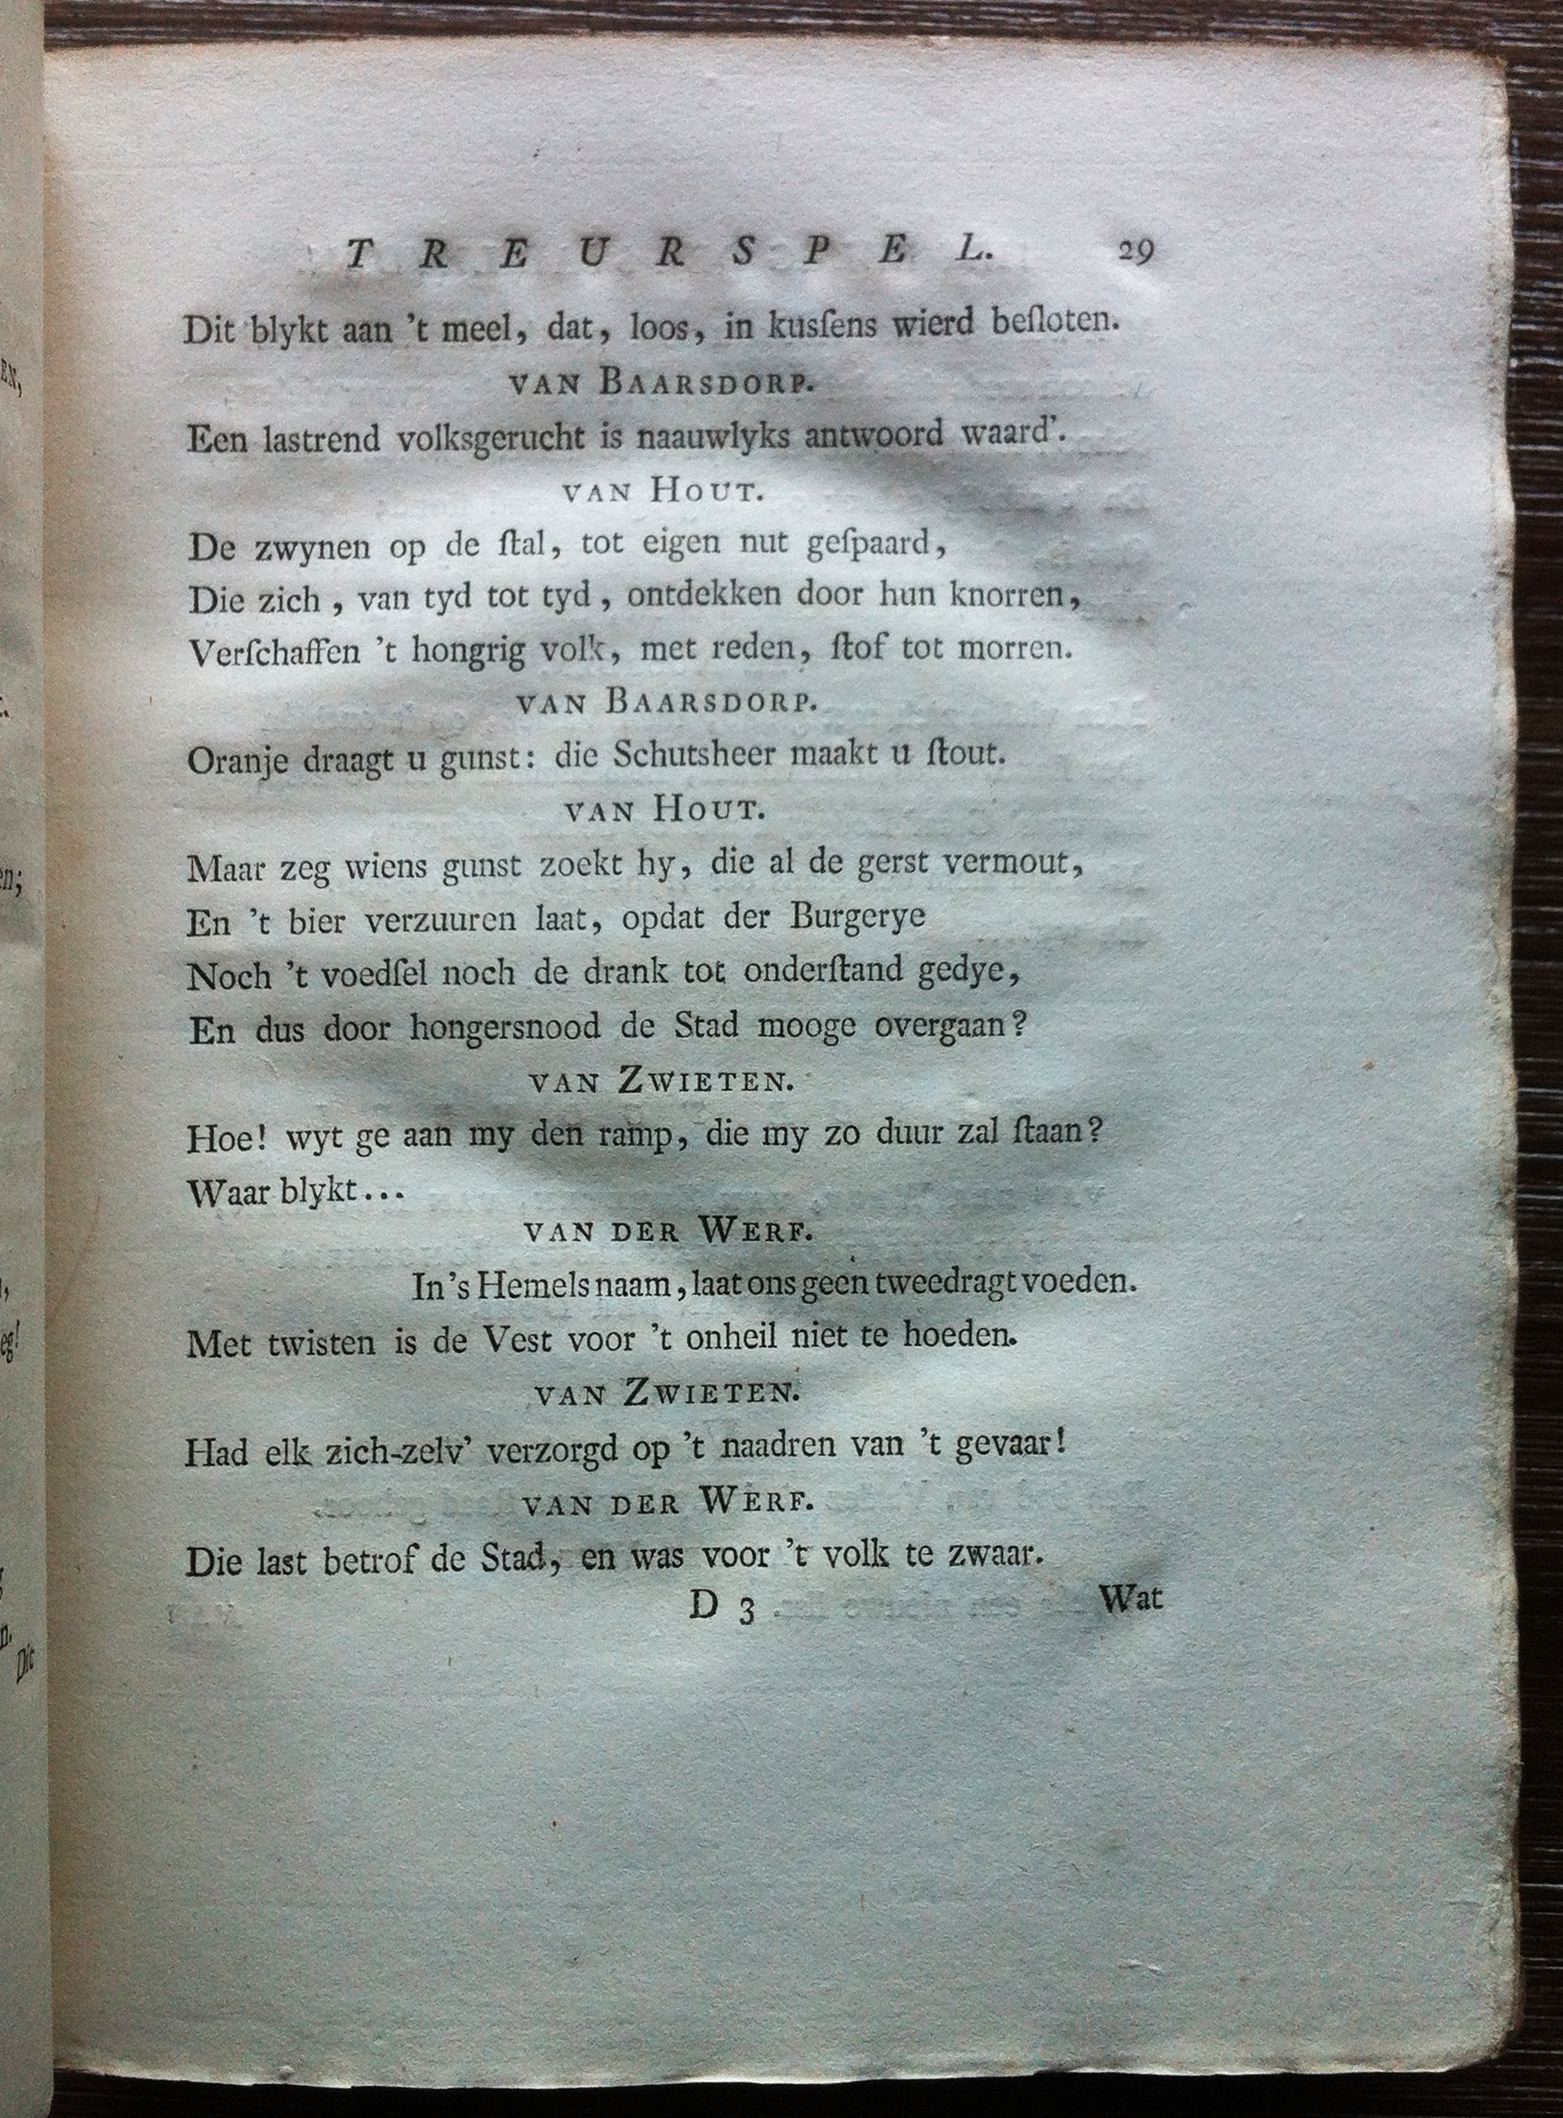 TREURSPEL. 29
Dit blykt aan 't meel, dat, loos, in kusſens wierd beſloten.
VAN BAARSDORP.
Een lastrend volksgerucht is naauwlyks antwoord waard'.
VAN HOUT.
De zwynen op de ſtal, tot eigen nut geſpaard,
Die zich, van tyd tot tyd, ontdekken door hun knorren,
Verſchaffen 't hongrig volk, met reden, ſtof tot morren.
VAN BAARSDORP.
Oranje draagt u gunst: die Schutsheer maakt u ſtout.
VAN HOUT.
Maar zeg wiens gunst zoekt hy, die al de gerst vermout,
En 't bier verzuuren laat, opdat der Burgerye
Noch 't voedſel noch de drank tot onderſtand gedye,
En dus door hongersnood de Stad mooge overgaan?
VAN ZWIETEN.
Hoe! wyt ge aan my den ramp, die my zo duur zal ſtaan?
Waar blykt...
VAN DER WERF.
In 's Hemels naam, laat ons geen tweedragt voeden.
Met twisten is de Vest voor 't onheil niet te hoeden.
VAN ZWIETEN.
Had elk zich-zelv' verzorgd op 't naadren van 't gevaar!
VAN DER WERF.
Die last betrof de Stad, en was voor 't volk te zwaar.
D 3 Wat